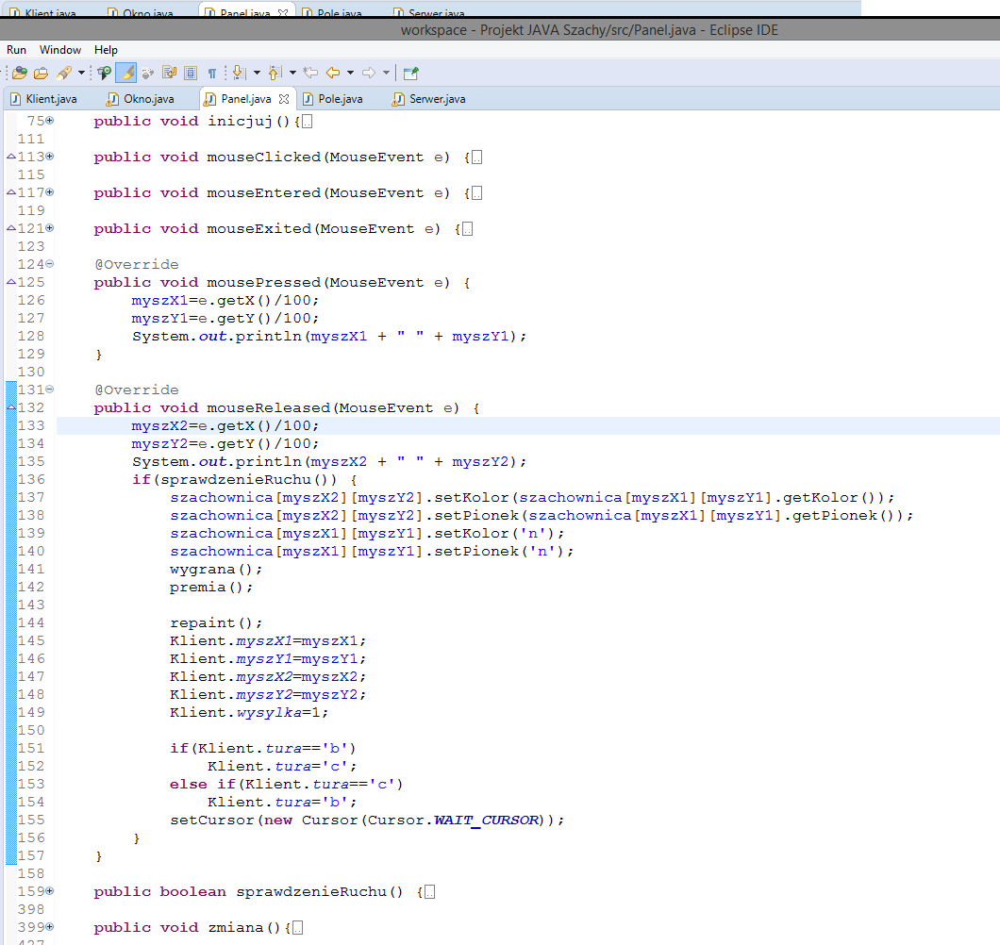 Klient.java Okno.java Panel.java Pole.java Serwer.java
workspace - Projekt JAVA Szachy/src/Panel.java - Eclipse IDE
Run Window Help
Klient.java Okno.java Panel.java Pole.java Serwer.java
75 public void inicjuj(){
111
113 public void mouseClicked(MouseEvent e) {
115
117 public void mouseEntered(MouseEvent e) {
119
121 public void mouseExited(MouseEvent e) {
123
124 @Override
125 public void mousePressed(MouseEvent e) {
126 myszX1=e.getX()/100;
127 myszY1=e.getY()/100;
128 System.out.println(myszX1 + " " + myszY1);
129 }
130
131 @Override
132 public void mouseReleased(MouseEvent e) {
133 myszX2=e.getX()/100;
134 myszY2=e.getY()/100;
135 System.out.println(myszX2 + " " + myszY2);
136 if(sprawdzenieRuchu()) {
137 szachownica[myszX2][myszY2].setKolor(szachownica[myszX1][myszY1].getKolor());
138 szachownica[myszX2][myszY2].setPionek(szachownica[myszX1][myszY1].getPionek());
139 szachownica[myszX1][myszY1].setKolor('n');
140 szachownica[myszX1][myszY1].setPionek('n');
141 wygrana();
142 premia();
143
144 repaint();
145 Klient.myszX1=myszX1;
146 Klient.myszY1=myszY1;
147 Klient.myszX2=myszX2;
148 Klient.myszY2=myszY2;
149 Klient.wysylka=1;
150
151 if(Klient.tura=='b')
152 Klient.tura='c';
153 else if(Klient.tura=='c')
154 Klient.tura='b';
155 setCursor(new Cursor(Cursor.WAIT_CURSOR));
156 }
157 }
158
159 public boolean sprawdzenieRuchu() {
398
399 public void zmiana(){
427